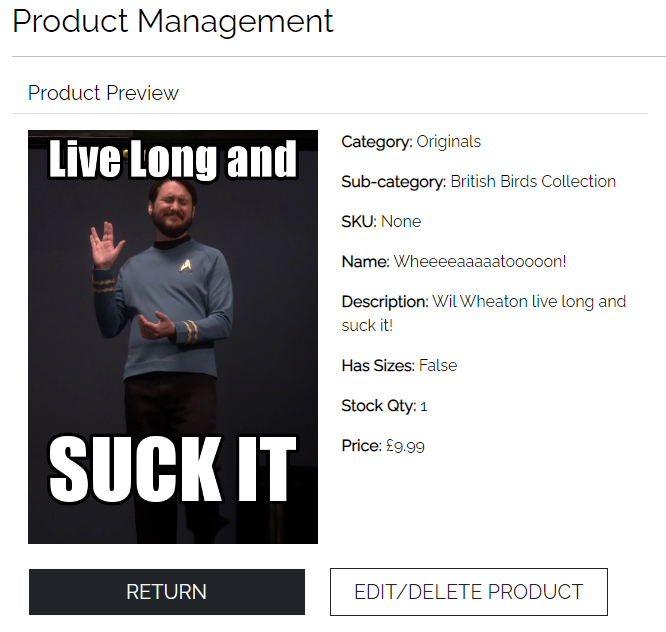 Product Management
Product Preview
Live Long and
SUCK IT
Category: Originals
Sub-category: British Birds Collection
SKU: None
Name: Wheeeeaaaaatooooon!
Description: Wil Wheaton live long and
suck it!
Has Sizes: False
Stock Qty: 1
Price: £9.99
RETURN
EDIT/DELETE PRODUCT